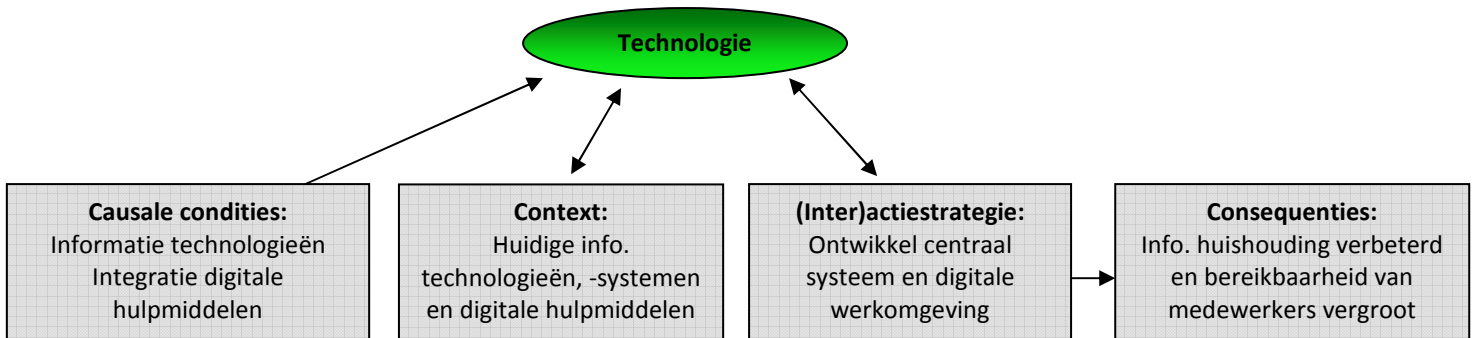 Technologie
Causale condities:
Informatie technologieën
Integratie digitale
hulpmiddelen
Context:
Huidige info.
technologieën, -systemen
en digitale hulpmiddelen
(Inter)actiestrategie:
Ontwikkel centraal
systeem en digitale
werkomgeving
Consequenties:
Info. huishouding verbeterd
en bereikbaarheid van
medewerkers vergroot